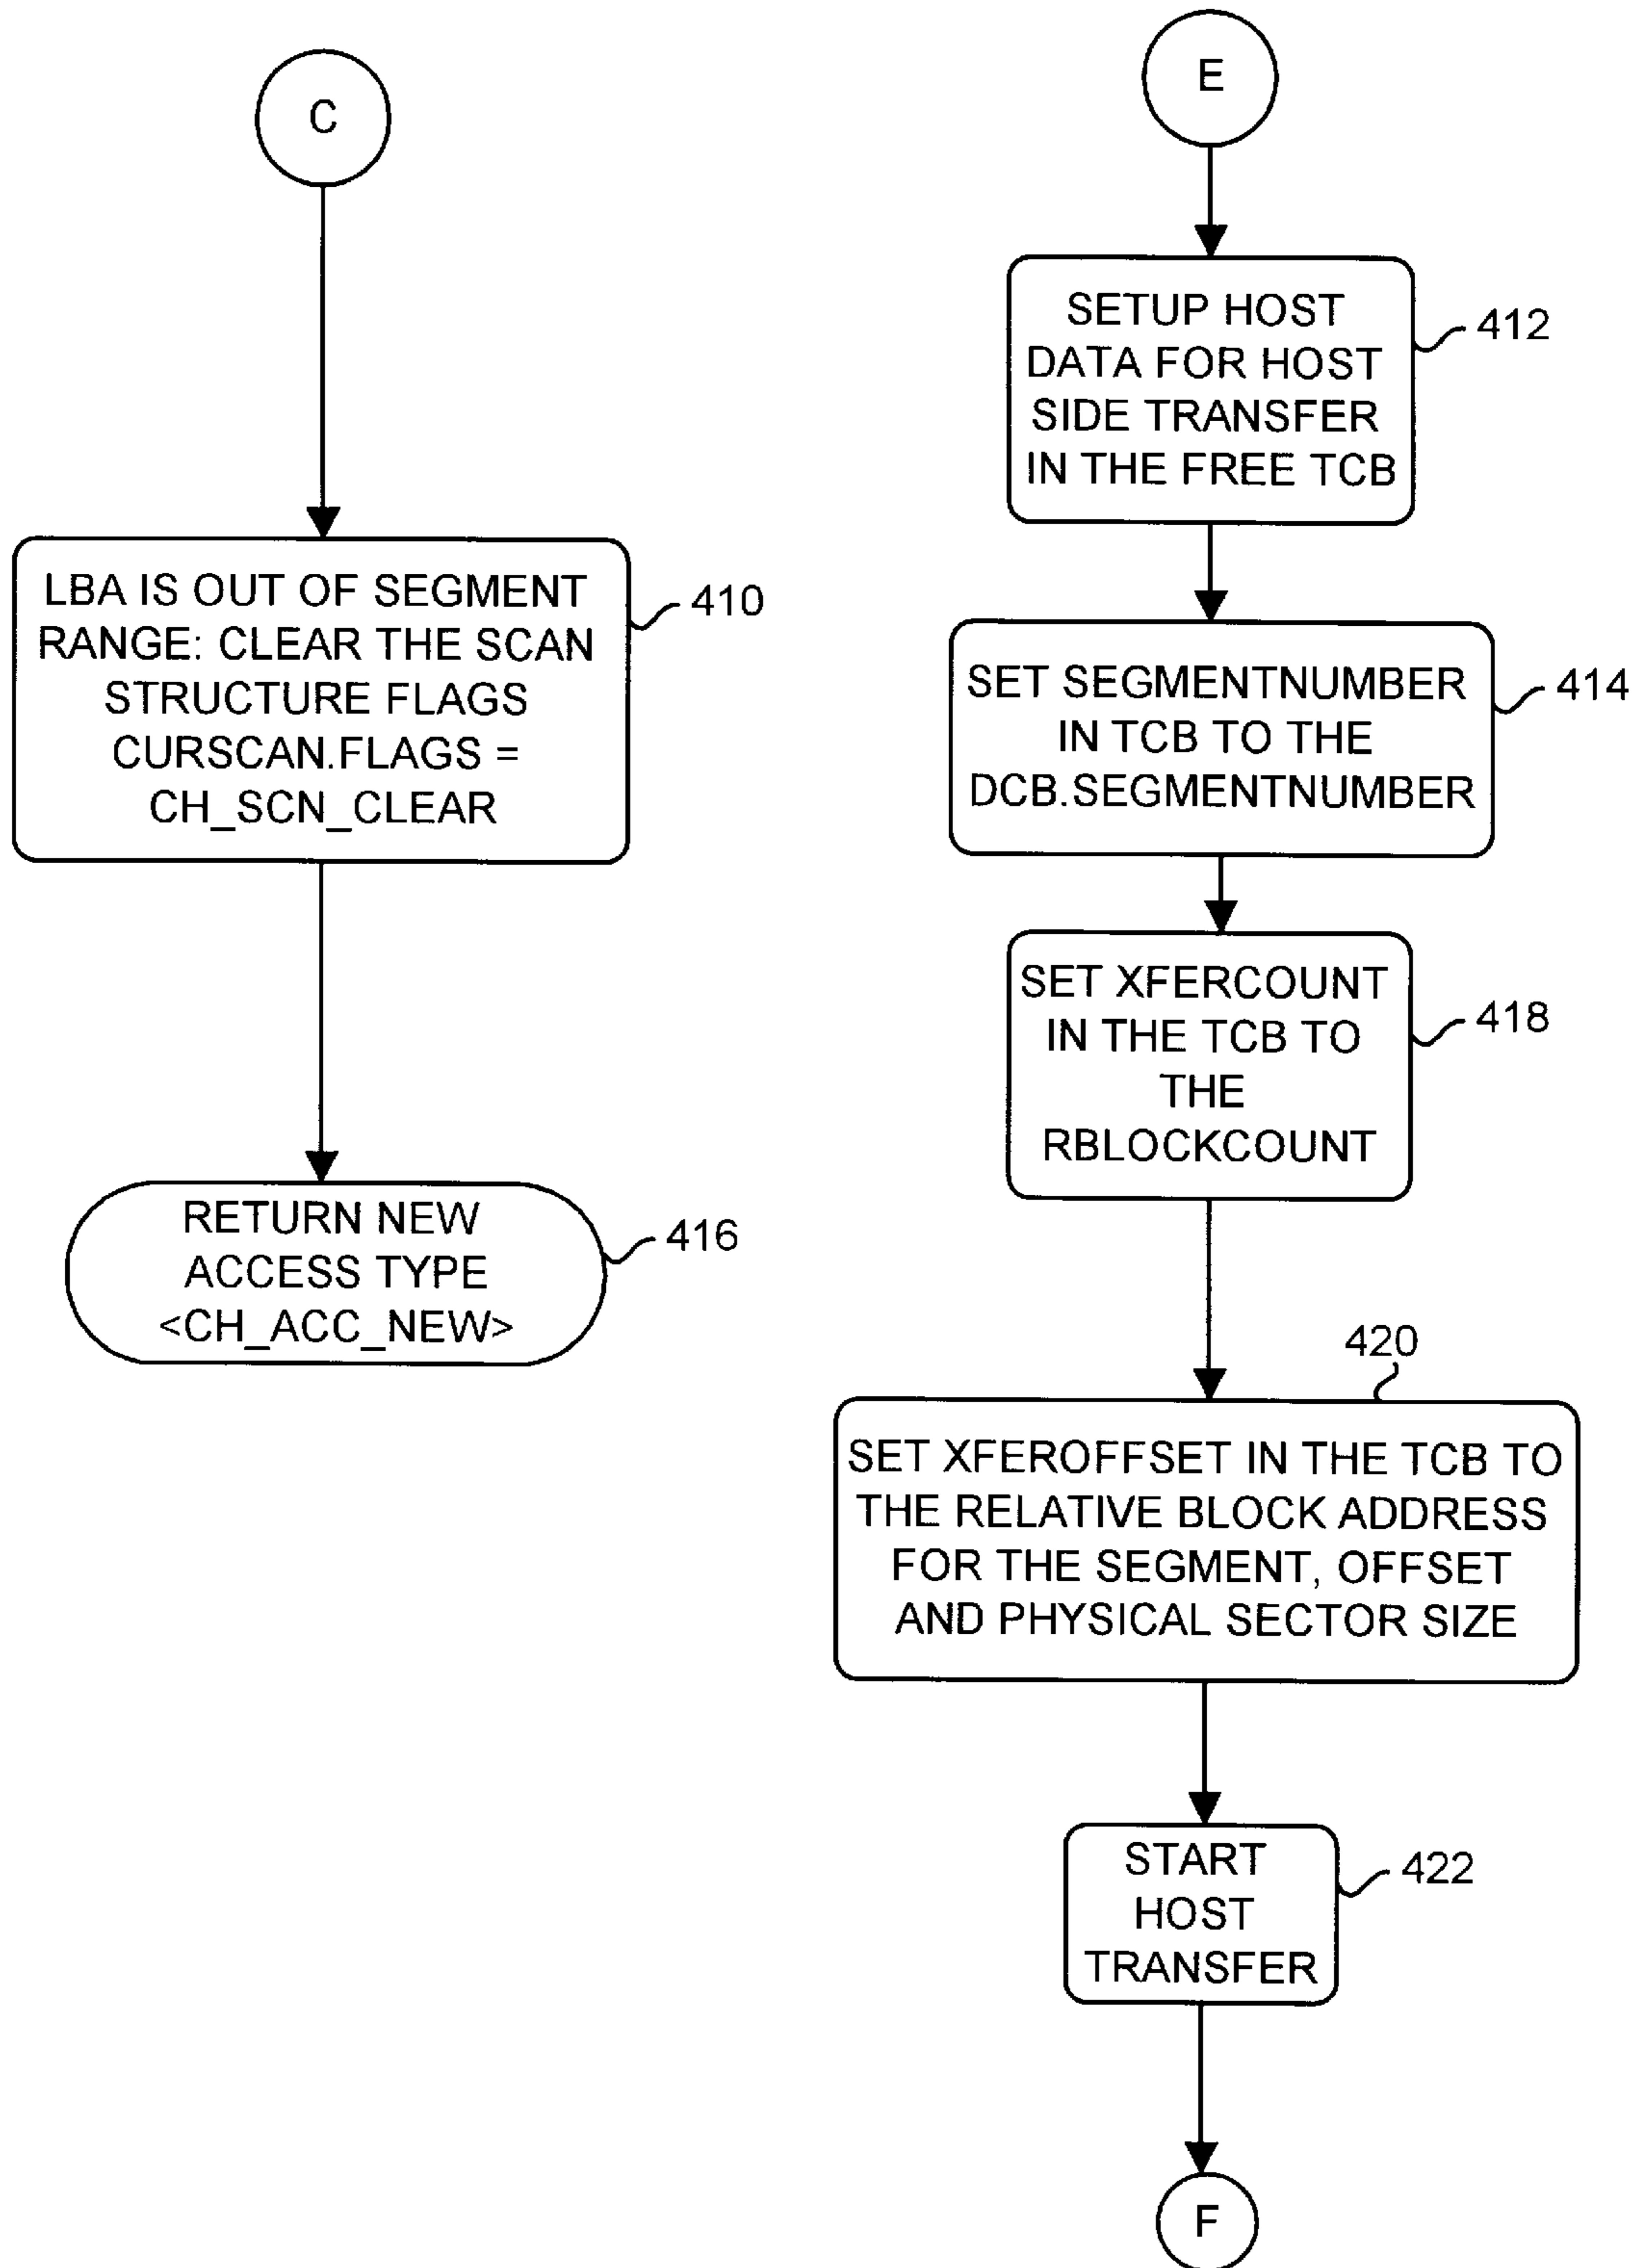 C
LBA IS OUT OF SEGMENT
RANGE: CLEAR THE SCAN
STRUCTURE FLAGS
CURSCAN.FLAGS =
CH_SCN_CLEAR
410
RETURN NEW
ACCESS TYPE
<CH_ACC_NEW>
416
E
SETUP HOST
DATA FOR HOST
SIDE TRANSFER
IN THE FREE TCB
412
SET SEGMENTNUMBER
IN TCB TO THE
DCB.SEGMENTNUMBER
414
SET XFERCOUNT
IN THE TCB TO
THE
RBLOCKCOUNT
418
420
SET XFEROFFSET IN THE TCB TO
THE RELATIVE BLOCK ADDRESS
FOR THE SEGMENT, OFFSET
AND PHYSICAL SECTOR SIZE
START
HOST
TRANSFER
422
F